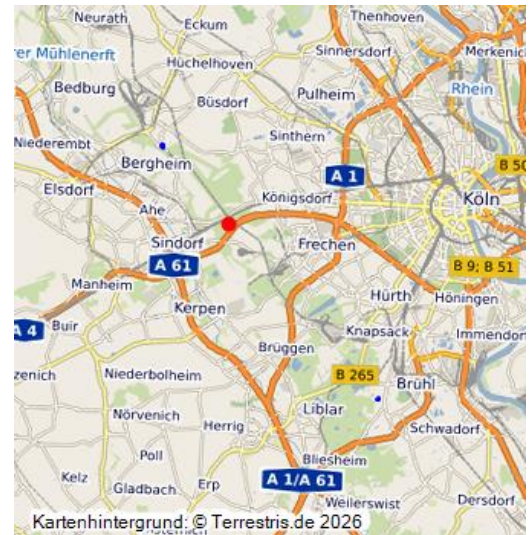 Neurath
Eckum
Thenhoven
rer Mühlenerft
Sinnersdorf
Merkenich
Hüchelhoven
Rhein
Bedburg
Büsdorf
Pulheim
Niederembt
Sinthern
Bergheim
A 1
B 50
Elsdorf
Königsdorf
Köln
Ahe
Sindorf
Frechen
A 61
B 9; B 51
Manheim
Hürth
Höningen
A 4
Buir
Kerpen
Knapsack
Immendorf
Brüggen
zenich
Niederbolheim
B 265
Brühl
Nörvenich
Herrig
Liblar
Schwadorf
Poll
Bliesheim
Kelz
Erp
Gladbach
A 1/A 61
Weilerswist
Dersdorf
Kartenhintergrund: © Terrestris.de 2026